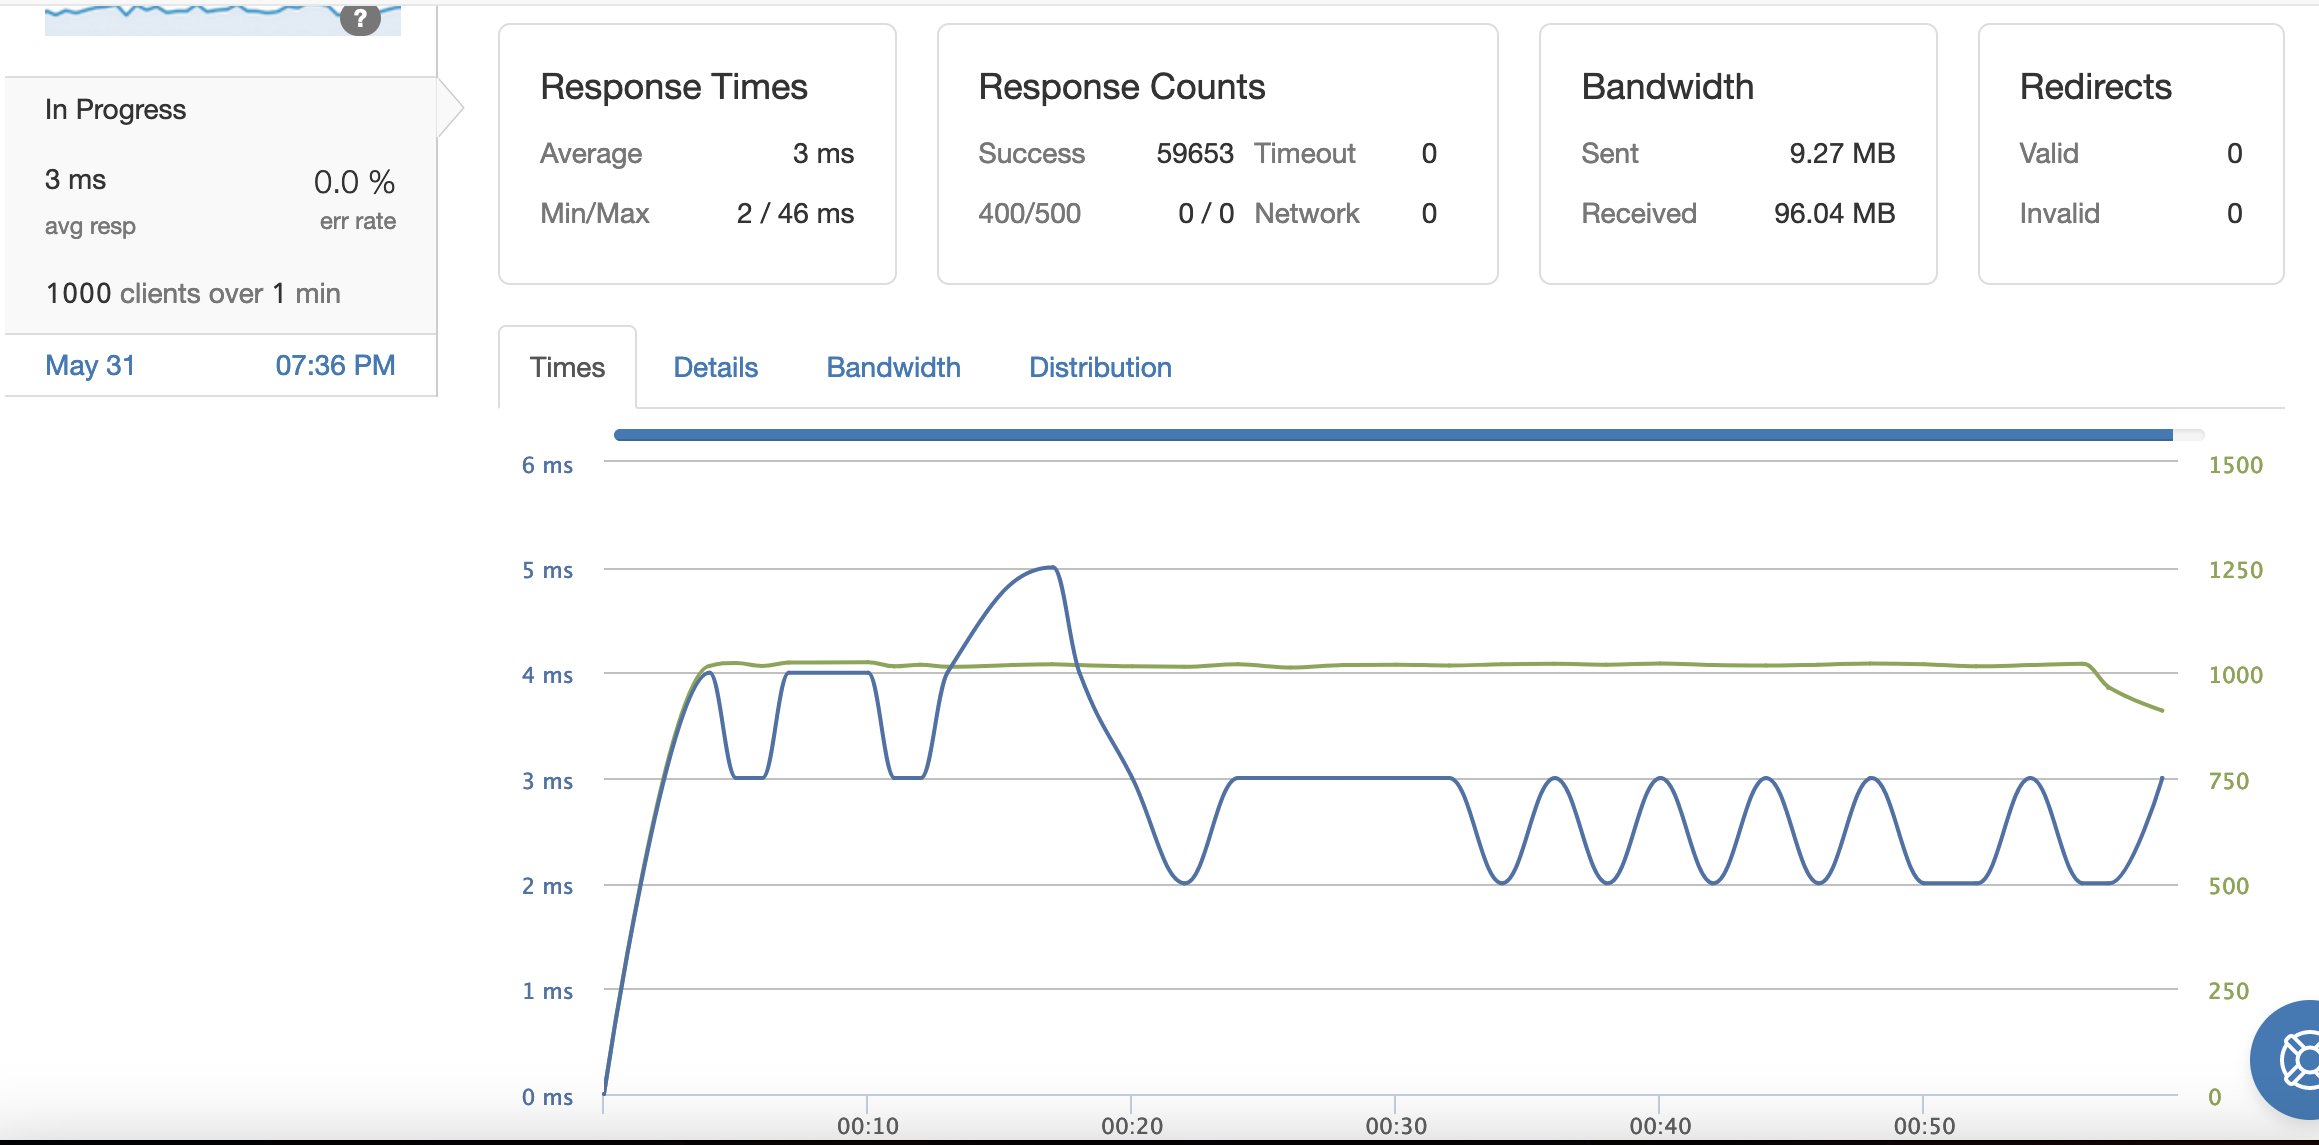 ?
In Progress
3 ms 0.0 %
avg resp err rate
1000 clients over 1 min
May 31 07:36 PM
Response Times
Average 3 ms
Min/Max 2 / 46 ms
Response Counts
Success 59653 Timeout 0
400/500 0 / 0 Network 0
Bandwidth
Sent 9.27 MB
Received 96.04 MB
Redirects
Valid 0
Invalid 0
Times Details Bandwidth Distribution
6 ms 1500
5 ms 1250
4 ms 1000
3 ms 750
2 ms 500
1 ms 250
0 ms 0
00:10 00:20 00:30 00:40 00:50